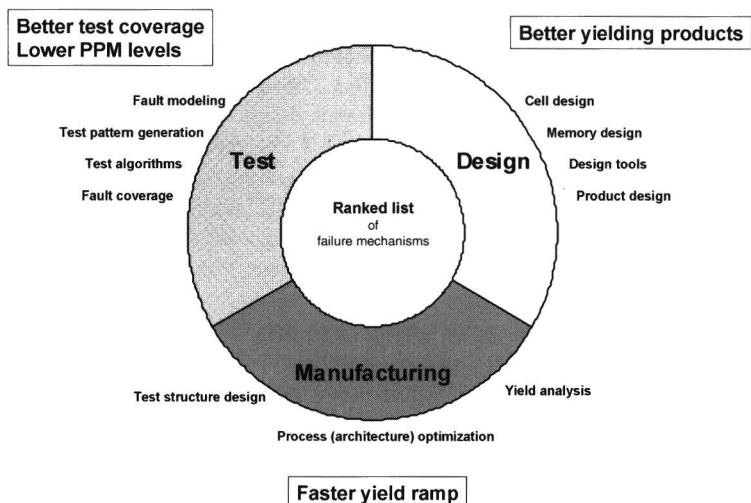 Better test coverage
Lower PPM levels
Better yielding products
Fault modeling
Test pattern generation
Test algorithms
Fault coverage
Test
Design
Cell design
Memory design
Design tools
Product design
Ranked list
of
failure mechanisms
Manufacturing
Test structure design
Yield analysis
Process (architecture) optimization
Faster yield ramp